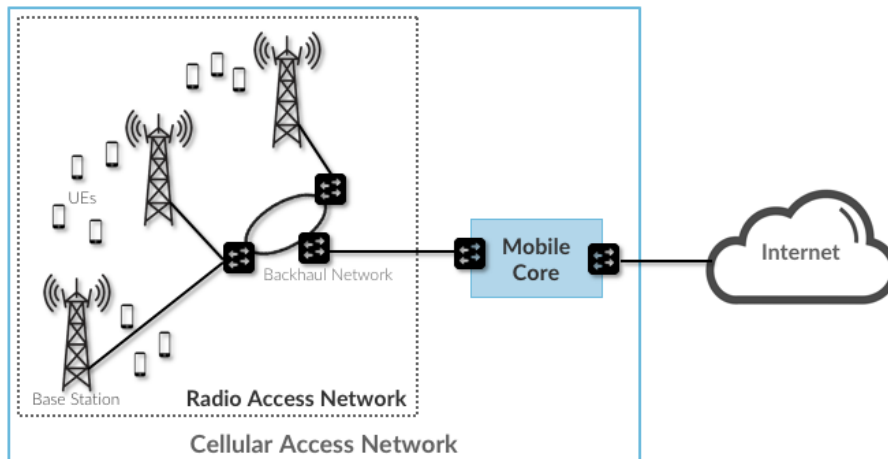 UEs
Backhaul Network
Base Station
Radio Access Network
Cellular Access Network
Mobile
Core
Internet